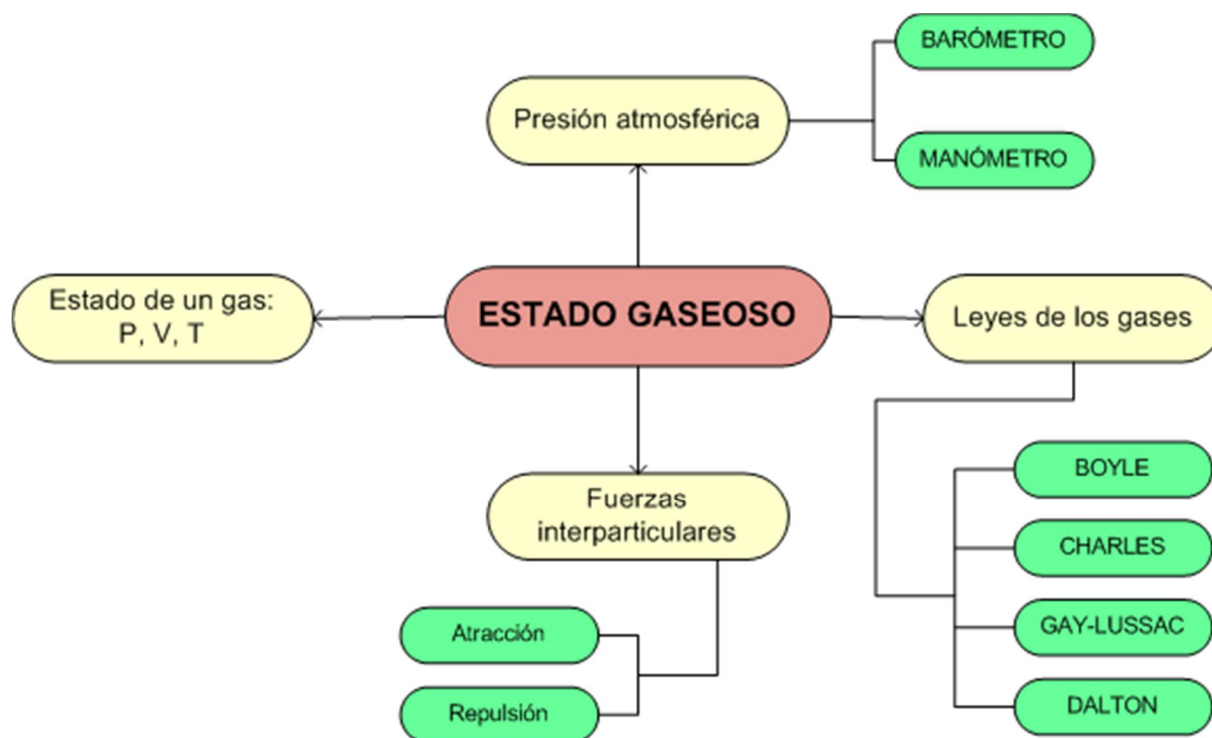 BARÓMETRO
Presión atmosférica
MANÓMETRO
Estado de un gas:
P, V, T
ESTADO GASEOSO
Leyes de los gases
Fuerzas
interparticulares
BOYLE
CHARLES
GAY-LUSSAC
DALTON
Atracción
Repulsión